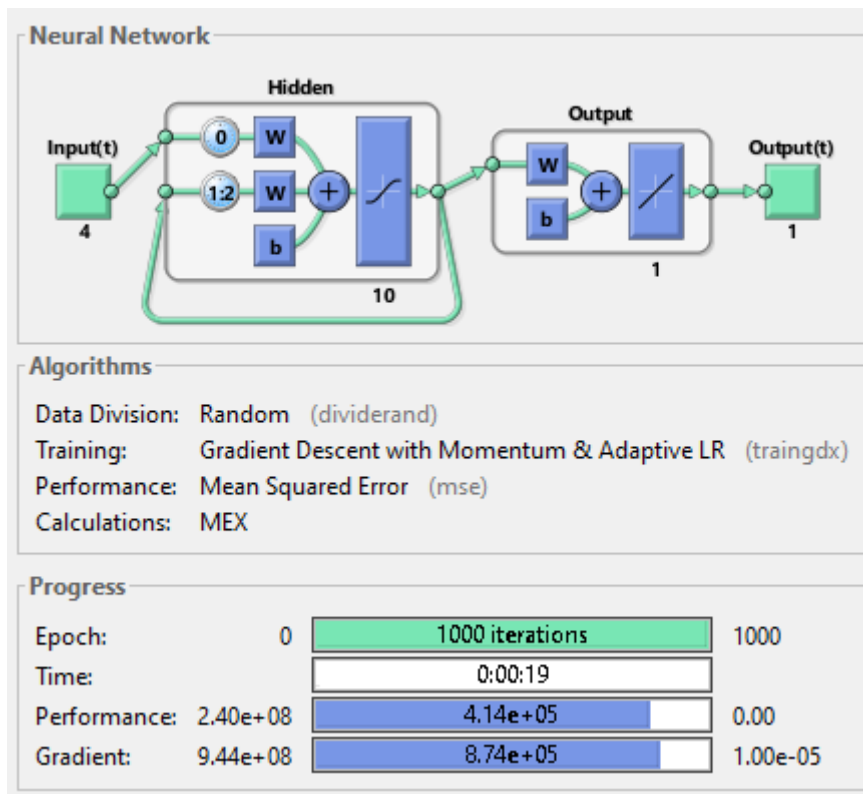 Neural Network
Hidden
Output
Input(t)
Output(t)
0
W
1:2
W
b
W
b
4
10
1
1
Algorithms
Data Division: Random (dividerand)
Training: Gradient Descent with Momentum & Adaptive LR (traingdx)
Performance: Mean Squared Error (mse)
Calculations: MEX
Progress
Epoch: 0 1000 iterations 1000
Time: 0:00:19
Performance: 2.40e+08 4.14e+05 0.00
Gradient: 9.44e+08 8.74e+05 1.00e-05